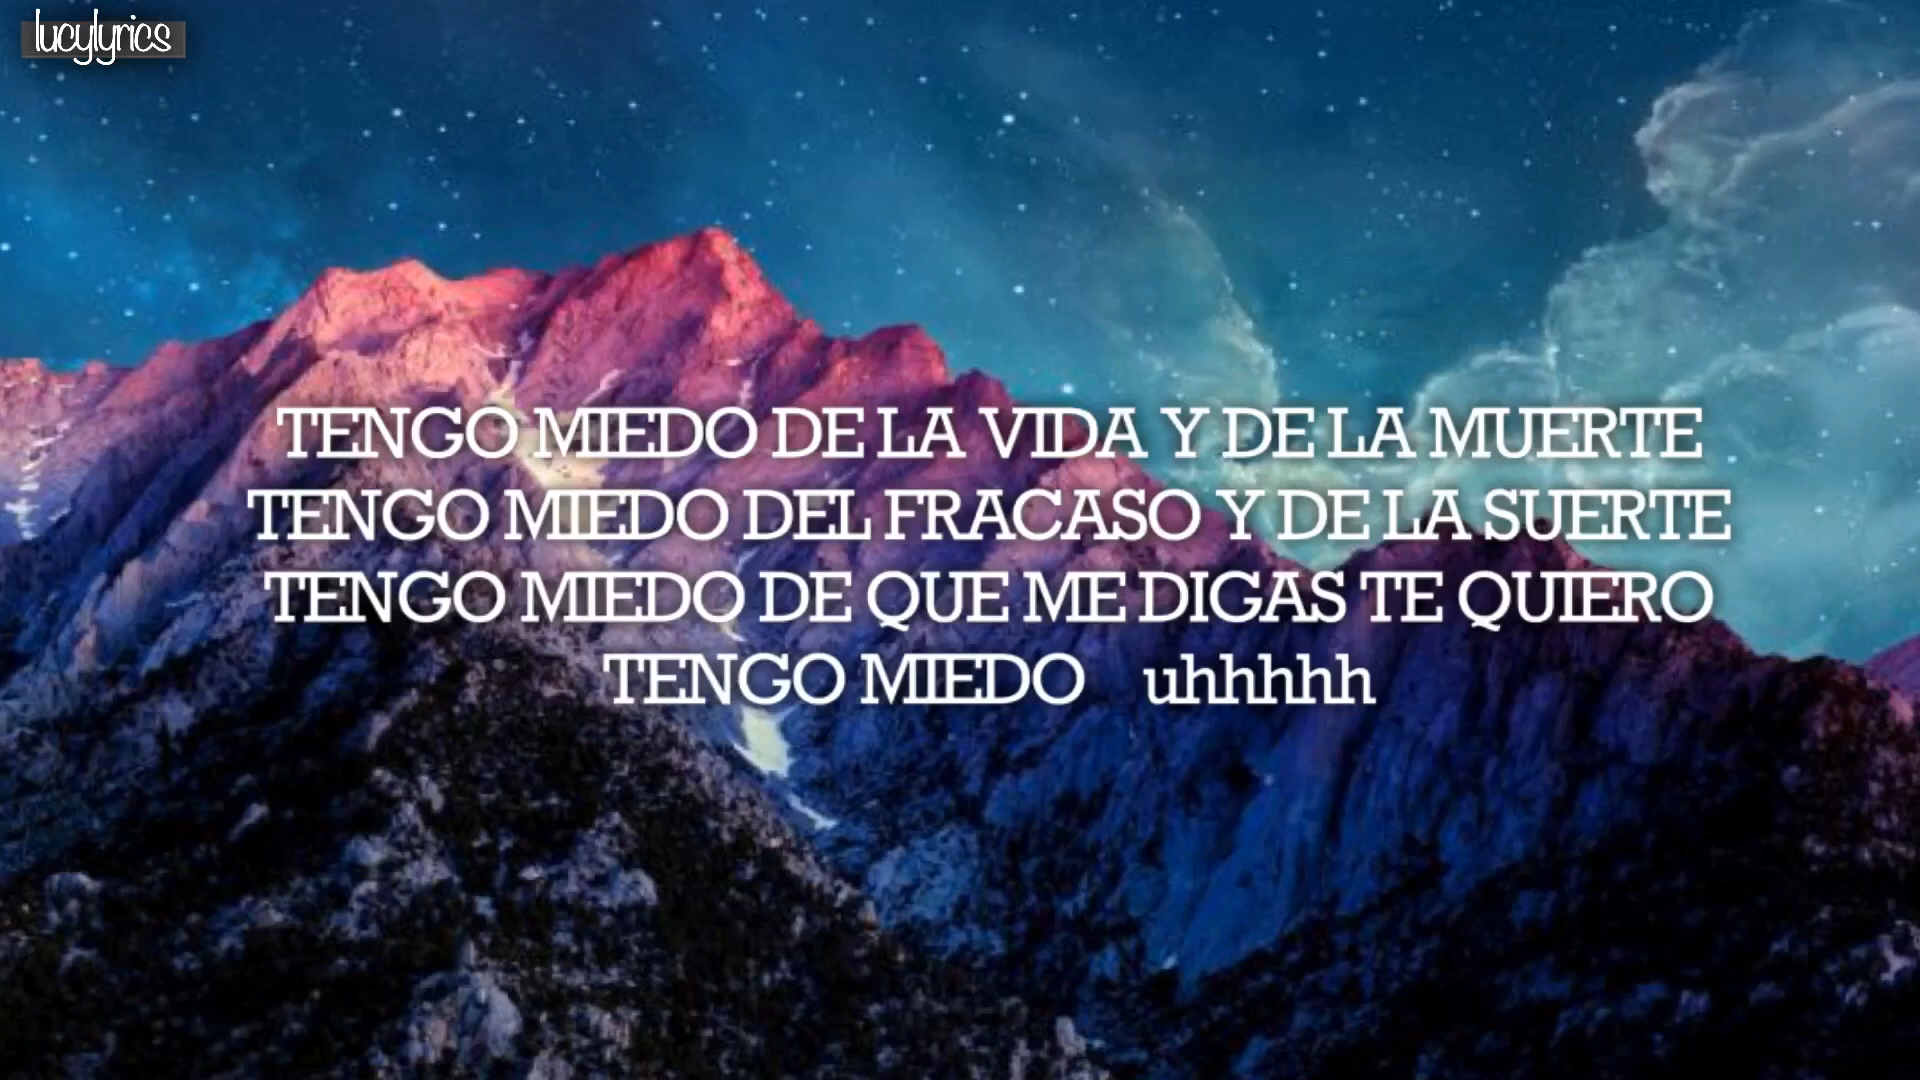 lucylyrics
TENGO MIEDO DE LA VIDA Y DE LA MUERTE
TENGO MIEDO DEL FRACASO Y DE LA SUERTE
TENGO MIEDO DE QUE ME DIGAS TE QUIERO
TENGO MIEDO uhhhhh